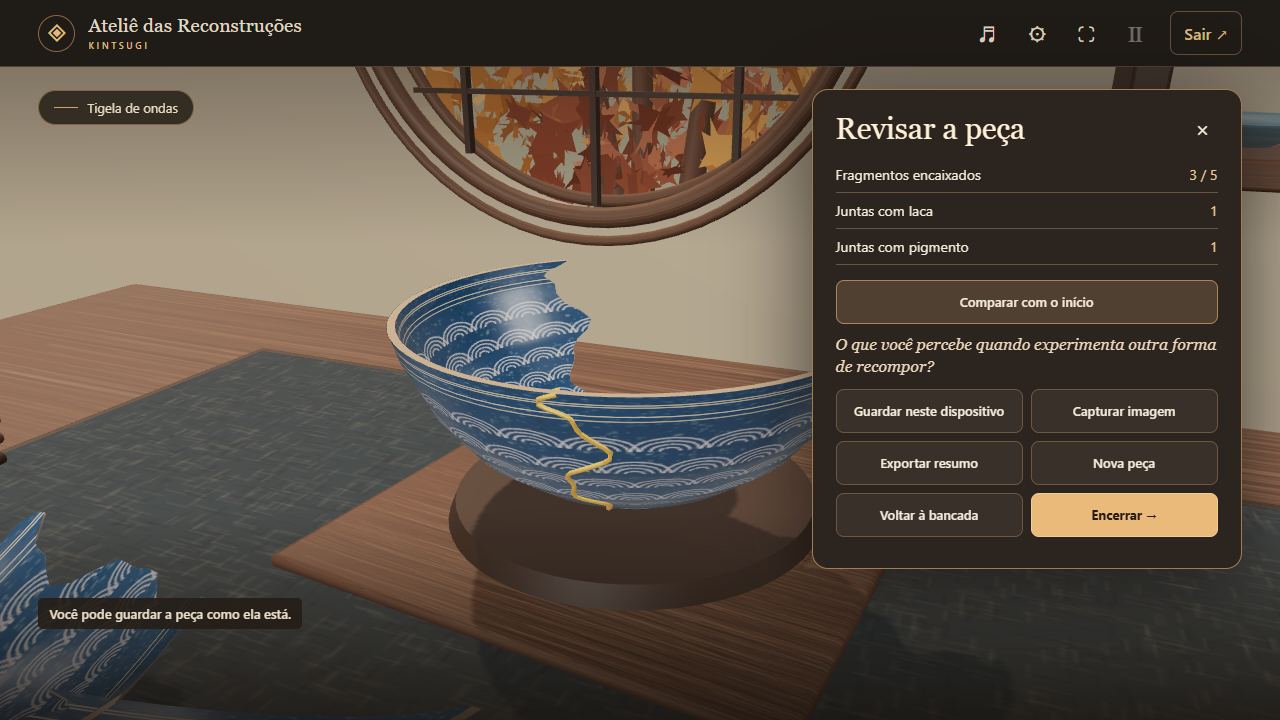 Ateliê das Reconstruções
KINTSUGI
Sair ↗
Tigela de ondas
Revisar a peça
×
Fragmentos encaixados 3 / 5
Juntas com laca 1
Juntas com pigmento 1
Comparar com o início
O que você percebe quando experimenta outra forma
de recompor?
Guardar neste dispositivo Capturar imagem
Exportar resumo Nova peça
Voltar à bancada Encerrar →
Você pode guardar a peça como ela está.